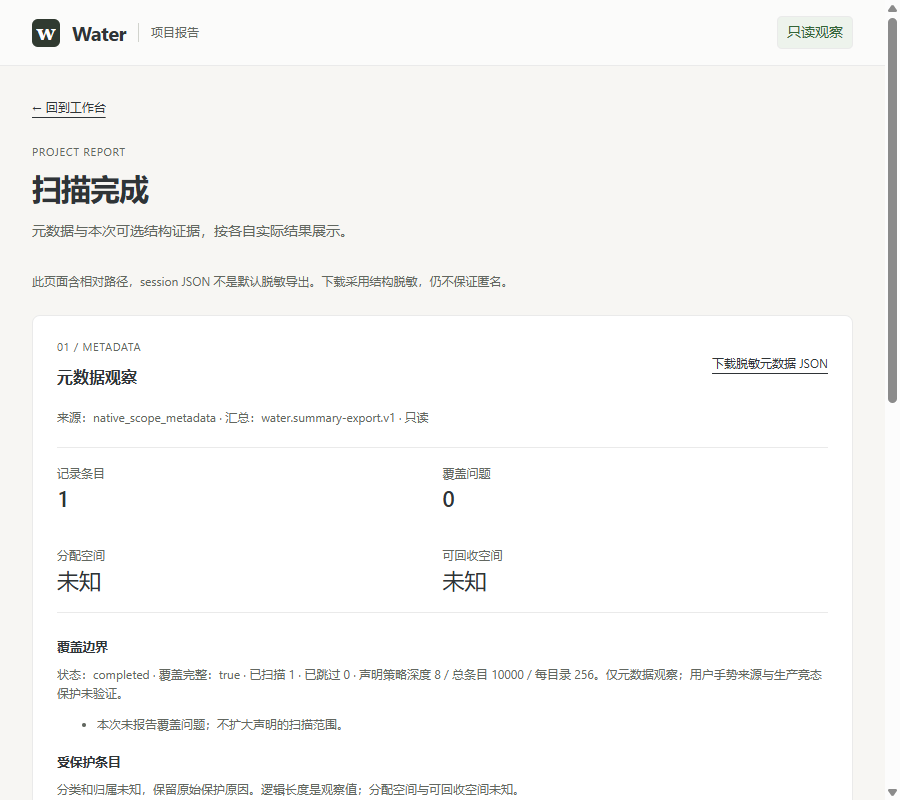 W Water 项目报告 只读观察
← 回到工作台
PROJECT REPORT
扫描完成
元数据与本次可选结构证据，按各自实际结果展示。
此页面含相对路径，session JSON 不是默认脱敏导出。下载采用结构脱敏，仍不保证匿名。
01 / METADATA
下载脱敏元数据 JSON
元数据观察
来源：native_scope_metadata · 汇总：water.summary-export.v1 · 只读
记录条目 覆盖问题
1 0
分配空间 可回收空间
未知 未知
覆盖边界
状态：completed · 覆盖完整：true · 已扫描 1 · 已跳过 0 · 声明策略深度 8 / 总条目 10000 / 每目录 256。仅元数据观察；用户手势来源与生产竞态
保护未验证。
• 本次未报告覆盖问题；不扩大声明的扫描范围。
受保护条目
分类和归属未知，保留原始保护原因。逻辑长度是观察值；分配空间与可回收空间未知。